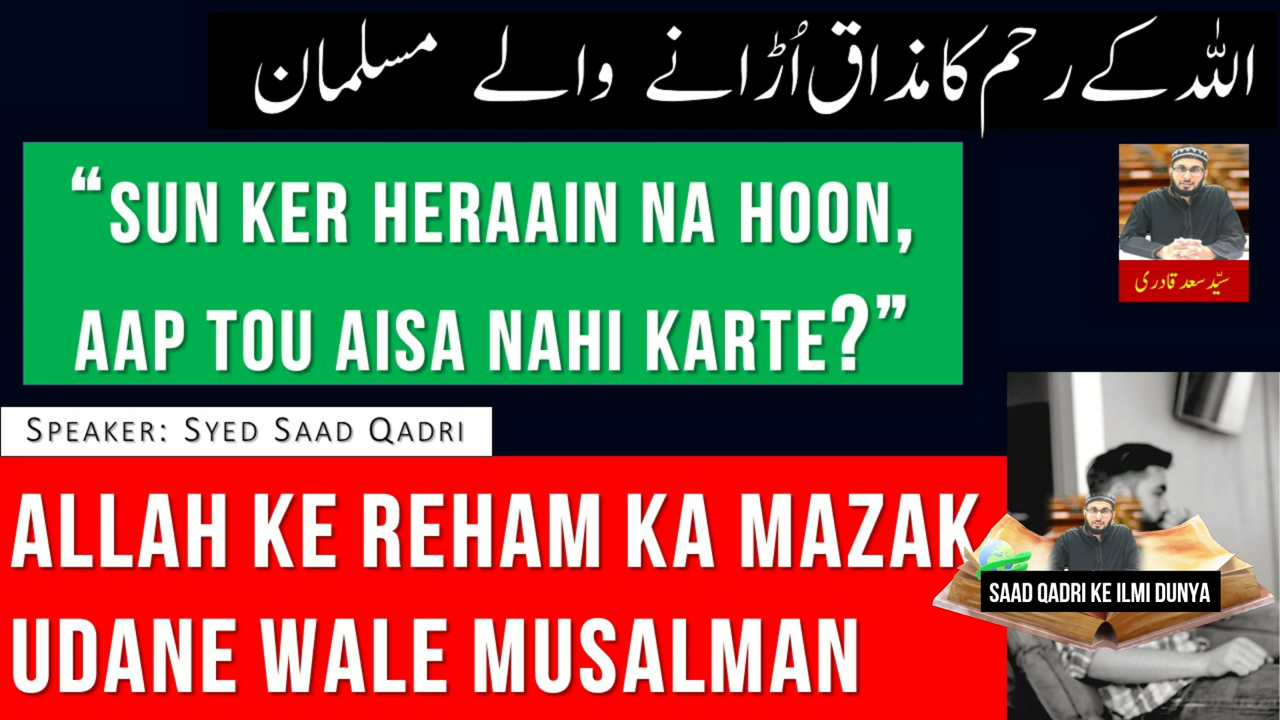 اللہ کے رحم کا مذاق اُڑانے والے مسلمان
“SUN KER HERAAIN NA HOON,
AAP TOU AISA NAHI KARTE?”
سیّد سعد قادری
SPEAKER: SYED SAAD QADRI
ALLAH KE REHAM KA MAZAK
UDANE WALE MUSALMAN
SAAD QADRI KE ILMI DUNYA